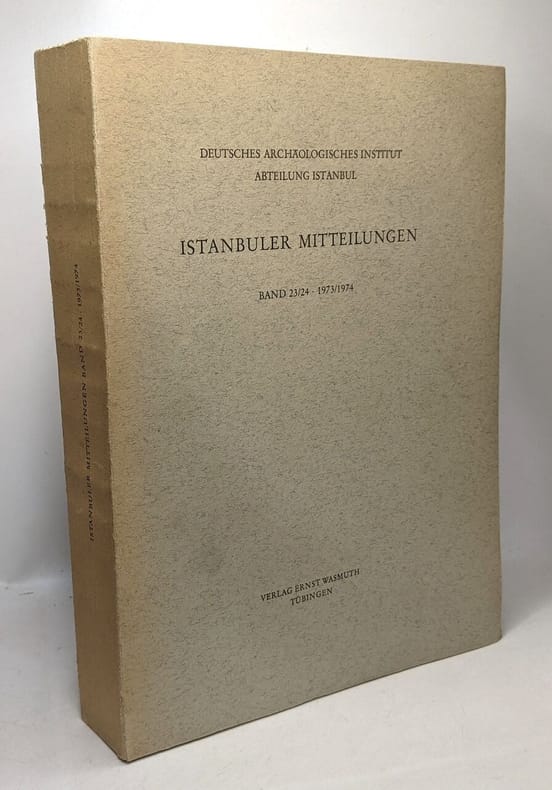 DEUTSCHES ARCHÄOLOGISCHES INSTITUT
ABTEILUNG ISTANBUL
ISTANBULER MITTEILUNGEN
BAND 23/24 · 1973/1974
VERLAG ERNST WASMUTH
TÜBINGEN
ISTANBULER MITTEILUNGEN BAND 23/24 · 1973/1974